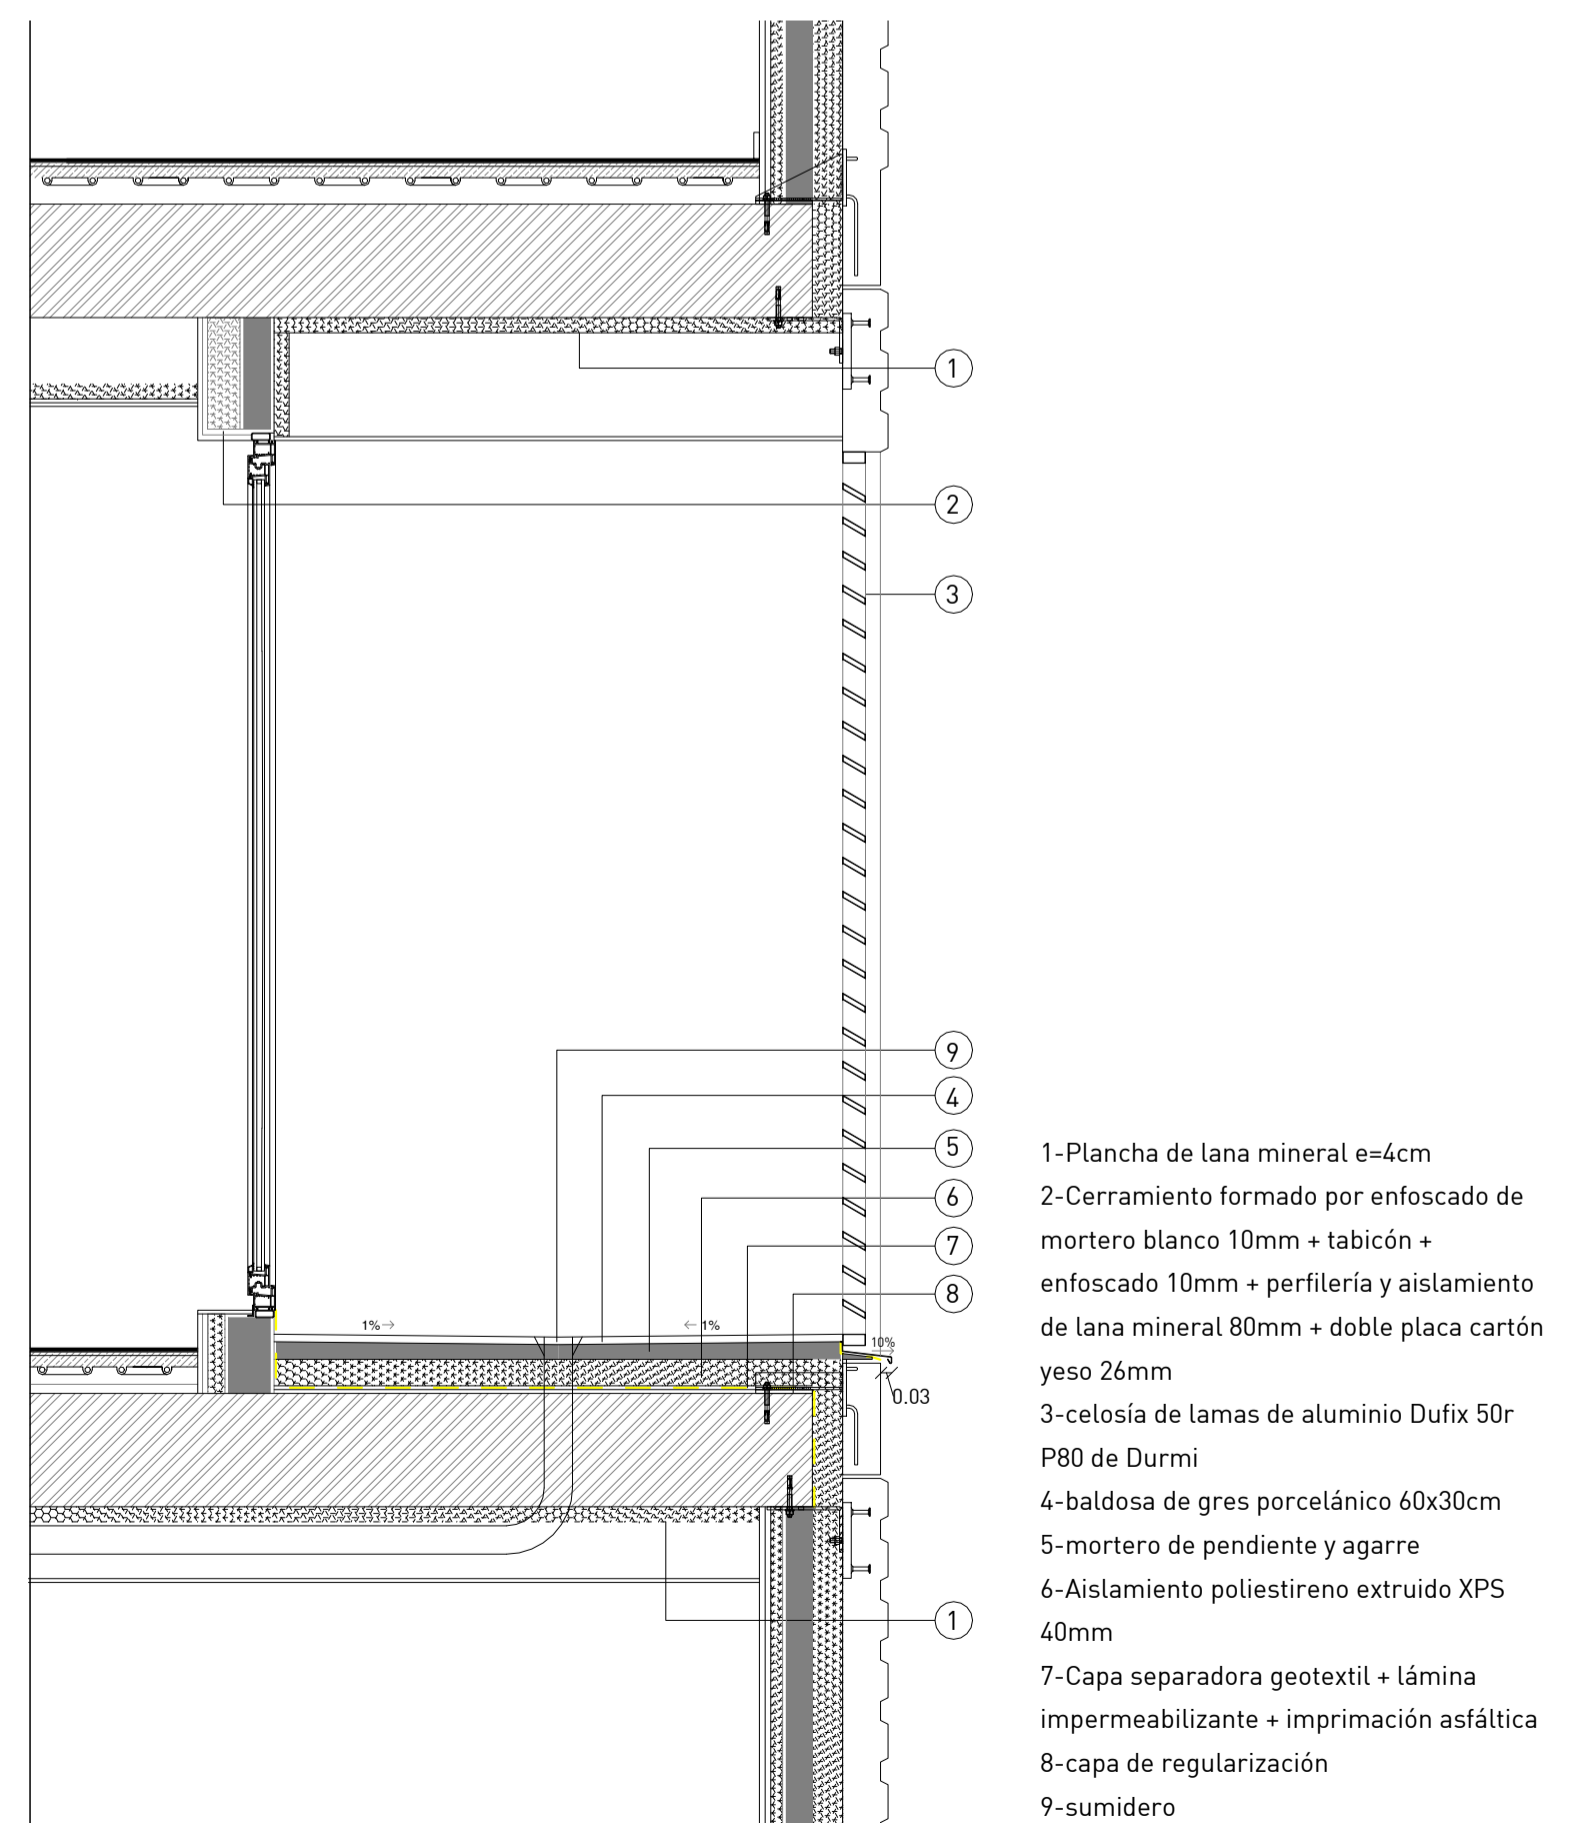 1
2
3
9
4
5
6
7
8
1%→
←1%
10%
0.03
1
1-Plancha de lana mineral e=4cm
2-Cerramiento formado por enfoscado de
mortero blanco 10mm + tabicón +
enfoscado 10mm + perfilería y aislamiento
de lana mineral 80mm + doble placa cartón
yeso 26mm
3-celosía de lamas de aluminio Dufix 50r
P80 de Durmi
4-baldosa de gres porcelánico 60x30cm
5-mortero de pendiente y agarre
6-Aislamiento poliestireno extruido XPS
40mm
7-Capa separadora geotextil + lámina
impermeabilizante + imprimación asfáltica
8-capa de regularización
9-sumidero